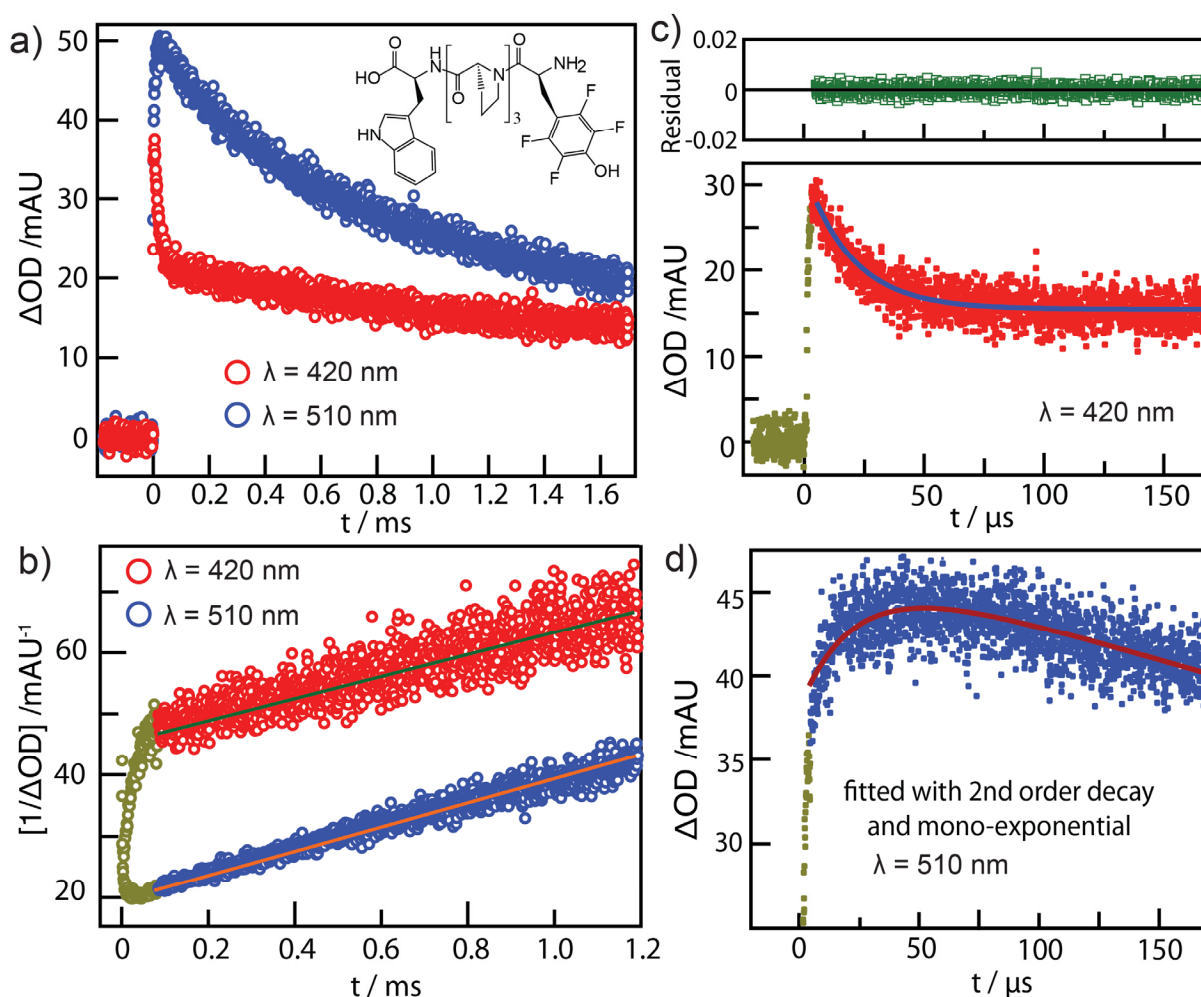 a)
50
40
30
20
10
0
ΔOD /mAU
O
HO
H
N
O
N
3
O
NH2
HN
F
F
F
F
OH
λ = 420 nm
λ = 510 nm
0 0.2 0.4 0.6 0.8 1.0 1.2 1.4 1.6
t / ms
b)
λ = 420 nm
λ = 510 nm
60
40
20
[1/ΔOD] /mAU-1
0 0.2 0.4 0.6 0.8 1.0 1.2
t / ms
c)
0.02
0
-0.02
Residual
30
20
10
0
ΔOD /mAU
λ = 420 nm
0 50 100 150
t / µs
d)
45
40
35
30
ΔOD /mAU
fitted with 2nd order decay
and mono-exponential
λ = 510 nm
0 50 100 150
t / µs